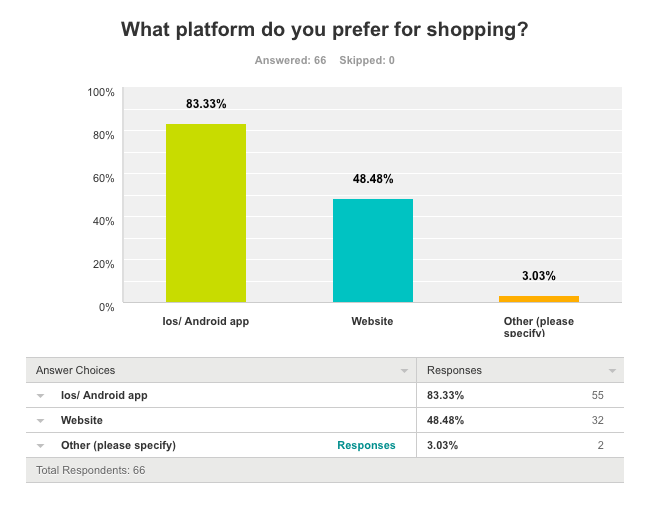 What platform do you prefer for shopping?
Answered: 66 Skipped: 0
100%
80%
60%
40%
20%
0%
83.33%
48.48%
3.03%
Ios/ Android app
Website
Other (please
specify)
Answer Choices Responses
Ios/ Android app 83.33% 55
Website 48.48% 32
Other (please specify) Responses 3.03% 2
Total Respondents: 66